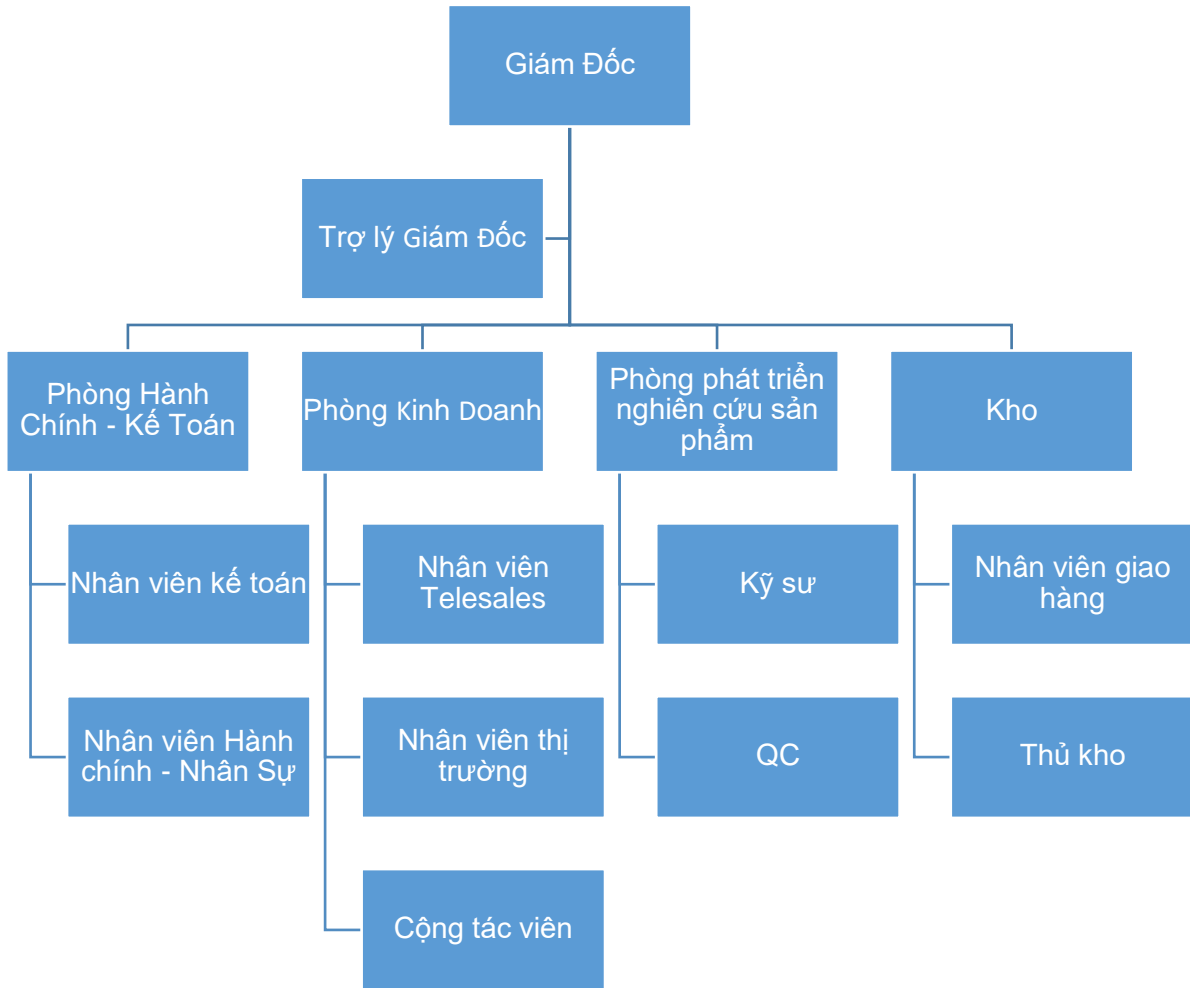 Giám Đốc
Trợ lý Giám Đốc
Phòng Hành
Chính - Kế Toán
Phòng Kinh Doanh
Phòng phát triển
nghiên cứu sản
phẩm
Kho
Nhân viên kế toán
Nhân viên
Telesales
Kỹ sư
Nhân viên giao
hàng
Nhân viên Hành
chính - Nhân Sự
Nhân viên thị
trường
QC
Thủ kho
Cộng tác viên